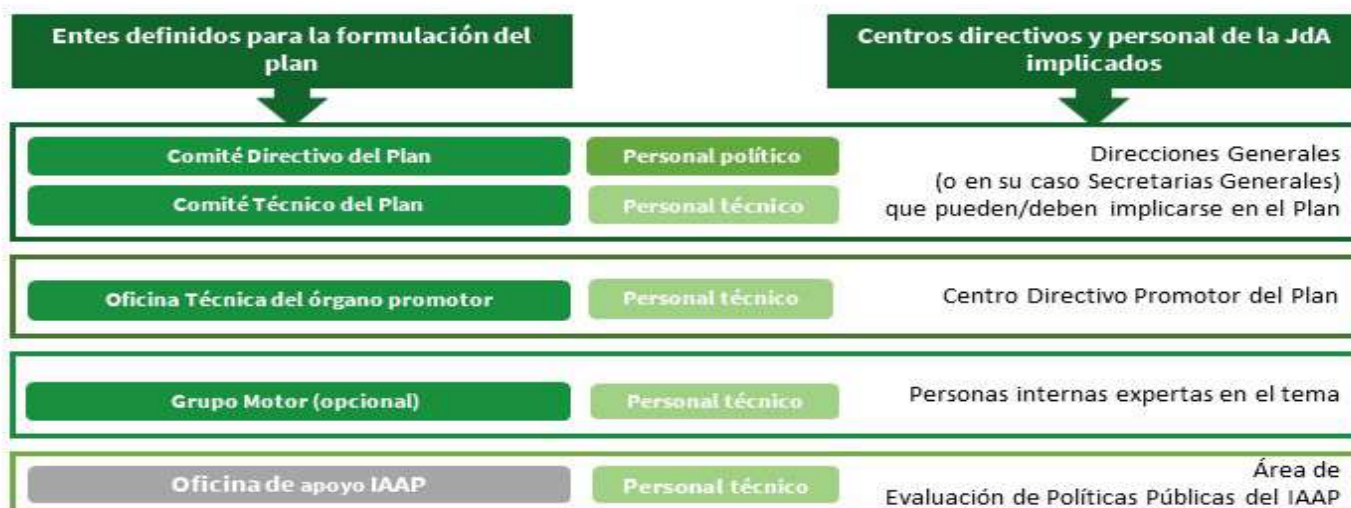 Entes definidos para la formulación del
plan
Centros directivos y personal de la JdA
implicados
Comité Directivo del Plan
Personal político
Comité Técnico del Plan
Personal técnico
Direcciones Generales
(o en su caso Secretarias Generales)
que pueden/deben implicarse en el Plan
Oficina Técnica del órgano promotor
Personal técnico
Centro Directivo Promotor del Plan
Grupo Motor (opcional)
Personal técnico
Personas internas expertas en el tema
Oficina de apoyo IAAP
Personal técnico
Área de
Evaluación de Políticas Públicas del IAAP